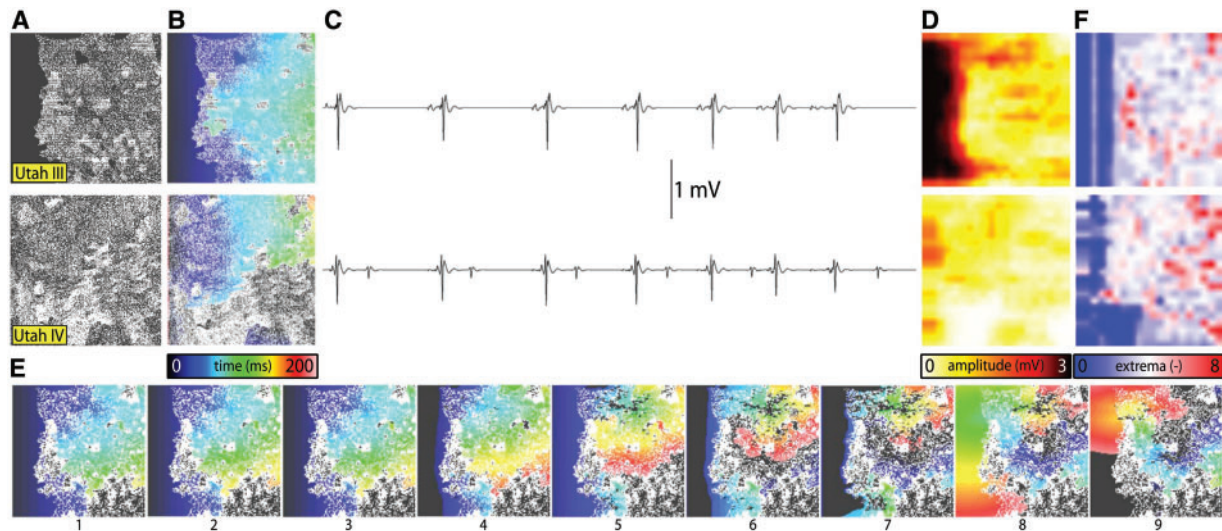 A B C D F
Utah III
1 mV
Utah IV
0 time (ms) 200
0 amplitude (mV) 3
0 extrema (-) 8
E
1 2 3 4 5 6 7 8 9